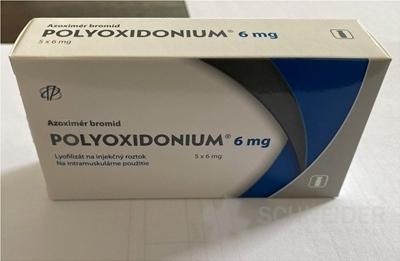 Azoximér bromid
POLYOXIDONIUM® 6 mg
5 x 6 mg
Azoximér bromid
POLYOXIDONIUM® 6 mg
Lyofilizát na injekčný roztok
5 x 6 mg
Na intramuskulárne použitie
SCHNEIDER